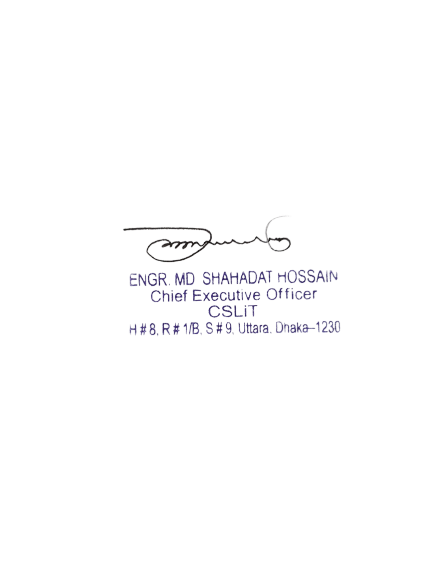 ENGR. MD SHAHADAT HOSSAIN
Chief Executive Officer
CSLiT
H # 8, R # 1/B, S # 9, Uttara, Dhaka–1230